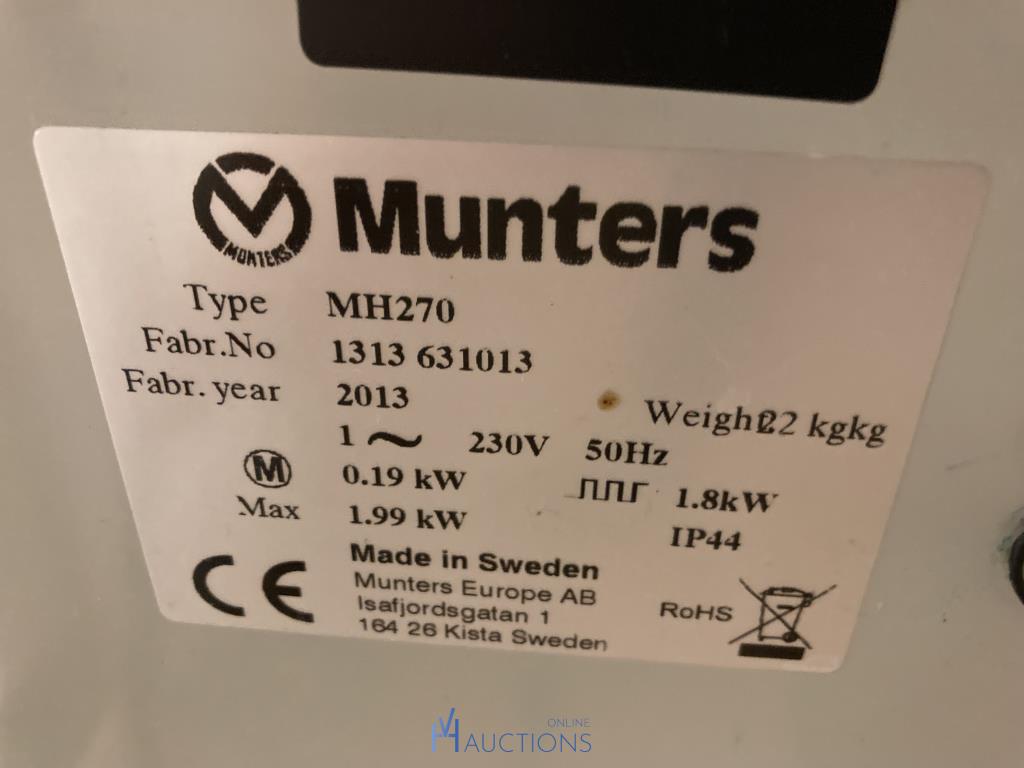 MUNTERS
Munters
Type MH270
Fabr.No 1313 631013
Fabr. year 2013
Weight22 kgkg
1 ~ 230V 50Hz
M 0.19 kW 1.8kW
Max 1.99 kW IP44
CE
Made in Sweden
Munters Europe AB
Isafjordsgatan 1
164 26 Kista Sweden
RoHS
ONLINE
AUCTIONS